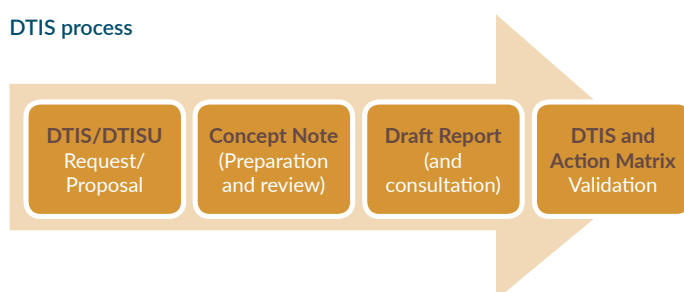 DTIS process
DTIS/DTISU
Request/
Proposal
Concept Note
(Preparation
and review)
Draft Report
(and
consultation)
DTIS and
Action Matrix
Validation